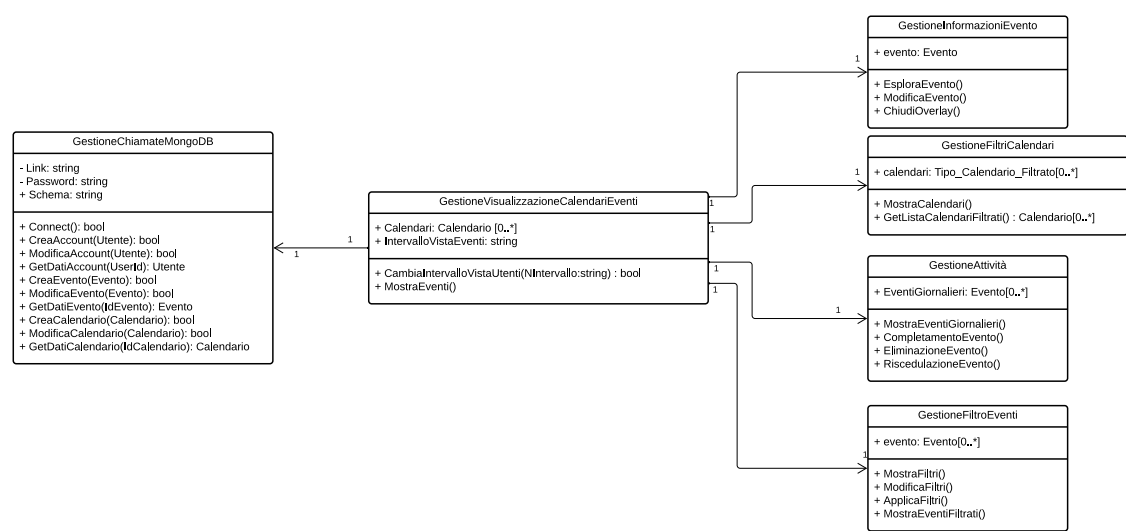 GestioneChiamateMongoDB
- Link: string
- Password: string
+ Schema: string
+ Connect(): bool
+ CreaAccount(Utente): bool
+ ModificaAccount(Utente): bool
+ GetDatiAccount(UserId): Utente
+ CreaEvento(Evento): bool
+ ModificaEvento(Evento): bool
+ GetDatiEvento(IdEvento): Evento
+ CreaCalendario(Calendario): bool
+ ModificaCalendario(Calendario): bool
+ GetDatiCalendario(IdCalendario): Calendario
1
1
GestioneVisualizzazioneCalendariEventi
+ Calendari: Calendario [0..*]
+ IntervalloVistaEventi: string
+ CambiaIntervalloVistaUtenti(NIntervallo:string) : bool
+ MostraEventi()
1
1
1
1
1
GestioneInformazioniEvento
+ evento: Evento
+ EsploraEvento()
+ ModificaEvento()
+ ChiudiOverlay()
1
GestioneFiltriCalendari
+ calendari: Tipo_Calendario_Filtrato[0..*]
+ MostraCalendari()
+ GetListaCalendariFiltrati() : Calendario[0..*]
1
GestioneAttività
+ EventiGiornalieri: Evento[0..*]
+ MostraEventiGiornalieri()
+ CompletamentoEvento()
+ EliminazioneEvento()
+ RiscedulazioneEvento()
1
GestioneFiltroEventi
+ evento: Evento[0..*]
+ MostraFiltri()
+ ModificaFiltri()
+ ApplicaFiltri()
+ MostraEventiFiltrati()